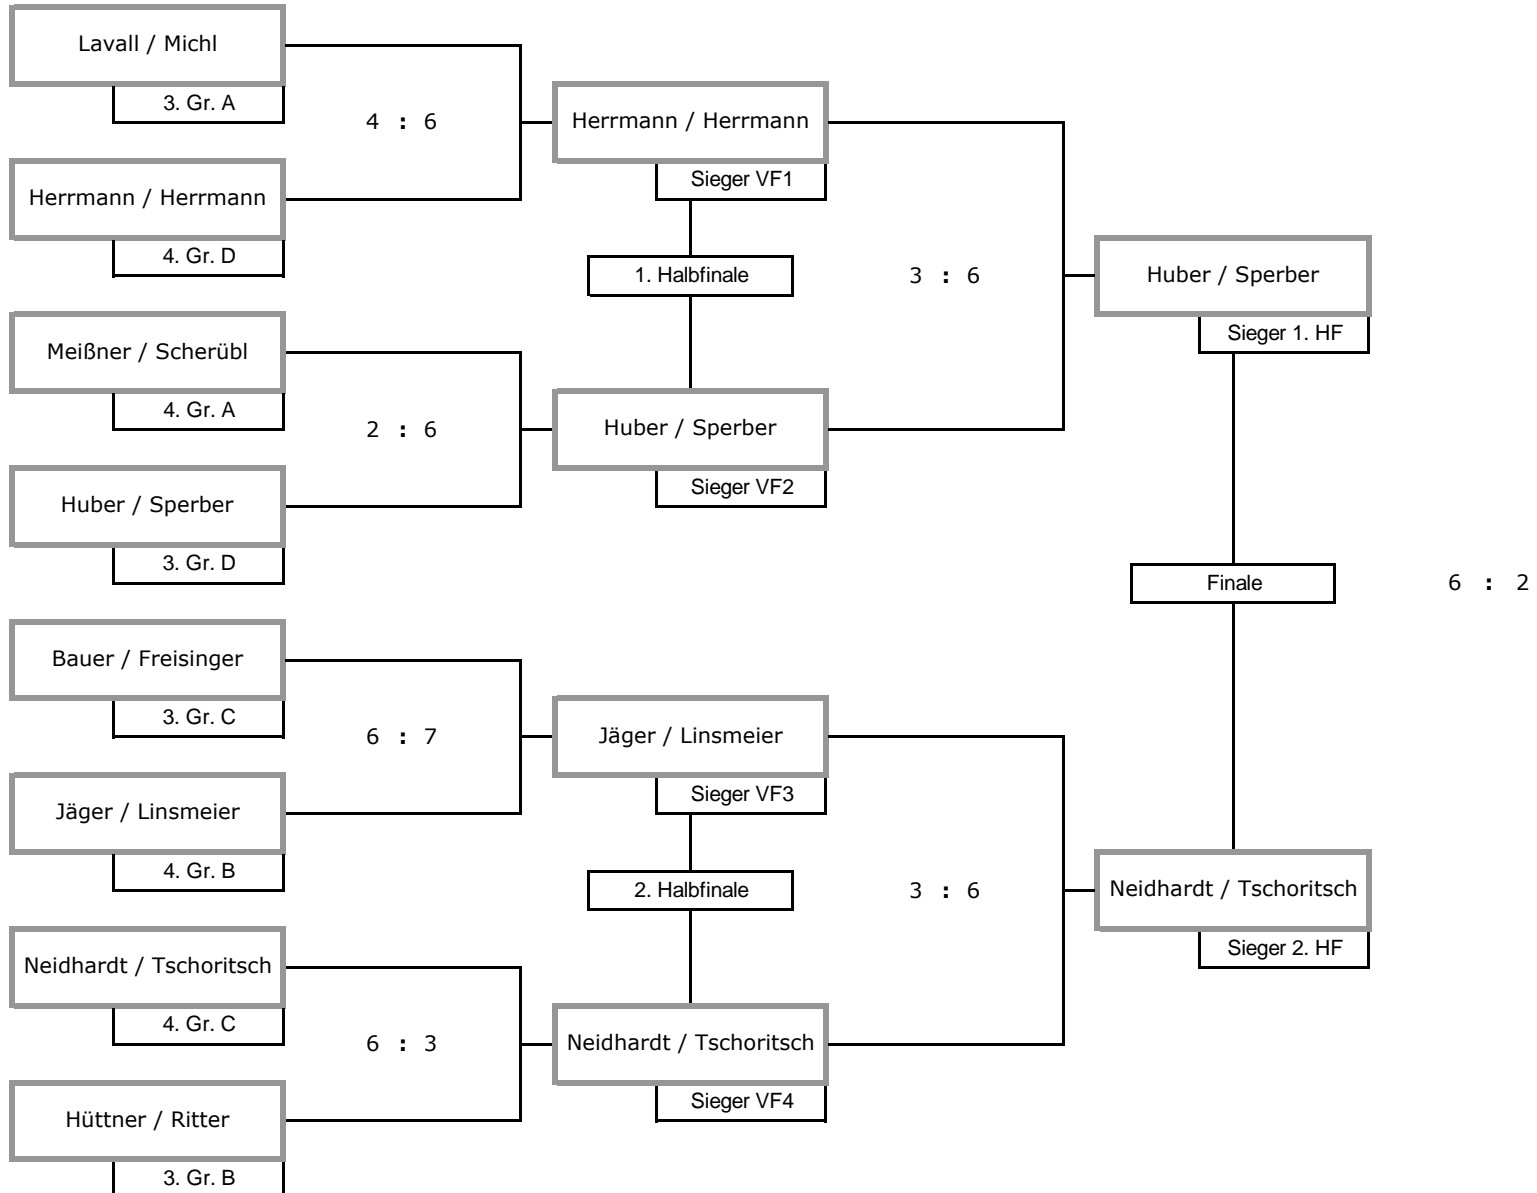 Lavall / Michl
3. Gr. A
4 : 6
Herrmann / Herrmann
Sieger VF1
Herrmann / Herrmann
4. Gr. D
1. Halbfinale
3 : 6
Huber / Sperber
Sieger 1. HF
Meißner / Scherübl
4. Gr. A
2 : 6
Huber / Sperber
Sieger VF2
Huber / Sperber
3. Gr. D
Finale
6 : 2
Bauer / Freisinger
3. Gr. C
6 : 7
Jäger / Linsmeier
Sieger VF3
Jäger / Linsmeier
4. Gr. B
2. Halbfinale
3 : 6
Neidhardt / Tschoritsch
Sieger 2. HF
Neidhardt / Tschoritsch
4. Gr. C
6 : 3
Neidhardt / Tschoritsch
Sieger VF4
Hüttner / Ritter
3. Gr. B